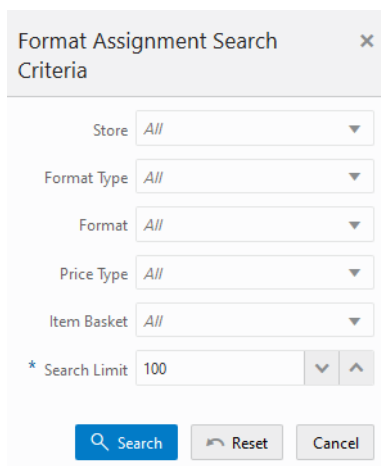 Format Assignment Search
Criteria
Store All
Format Type All
Format All
Price Type All
Item Basket All
* Search Limit 100
Search Reset Cancel